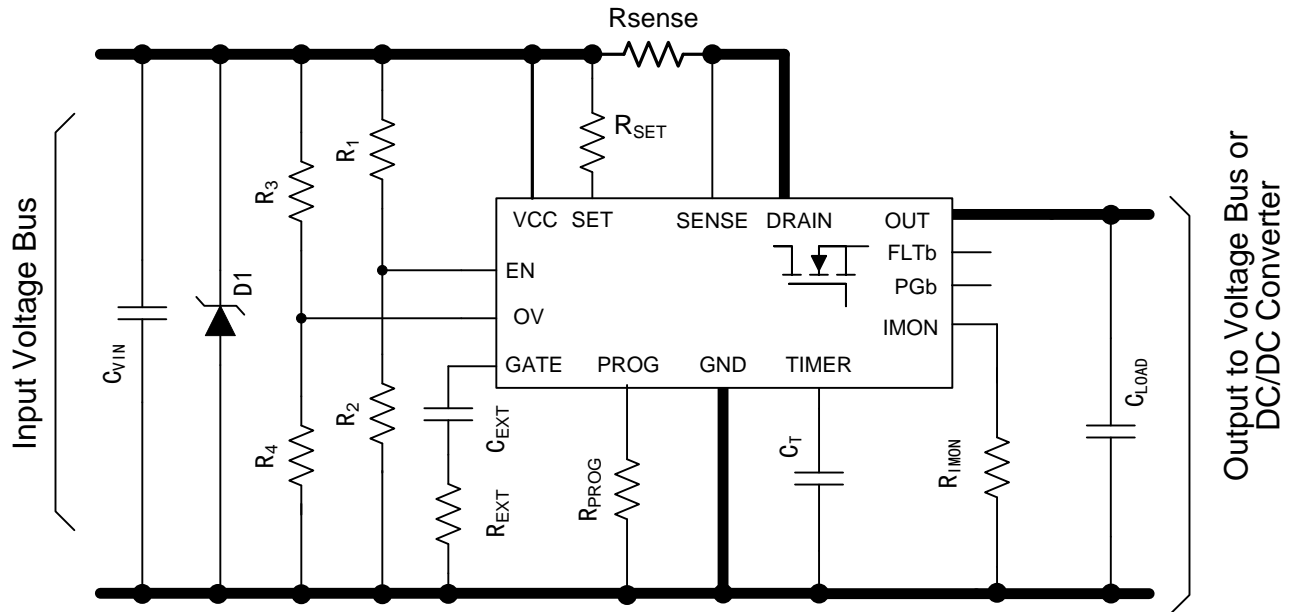 Rsense
RSET
R1
R3
VCC
SET
SENSE
DRAIN
OUT
FLTb
PGb
EN
OV
IMON
GATE
PROG
GND
TIMER
D1
CVIN
R2
R4
CEXT
REXT
RPROG
CT
RIMON
CLOAD
Input Voltage Bus
Output to Voltage Bus or
DC/DC Converter